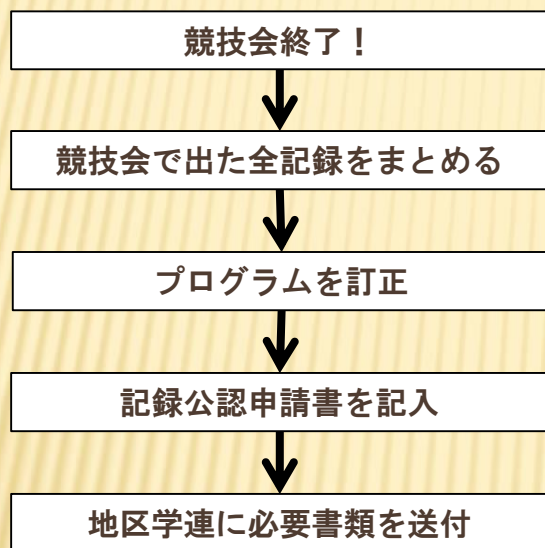 競技会終了！
競技会で出た全記録をまとめる
プログラムを訂正
記録公認申請書を記入
地区学連に必要書類を送付